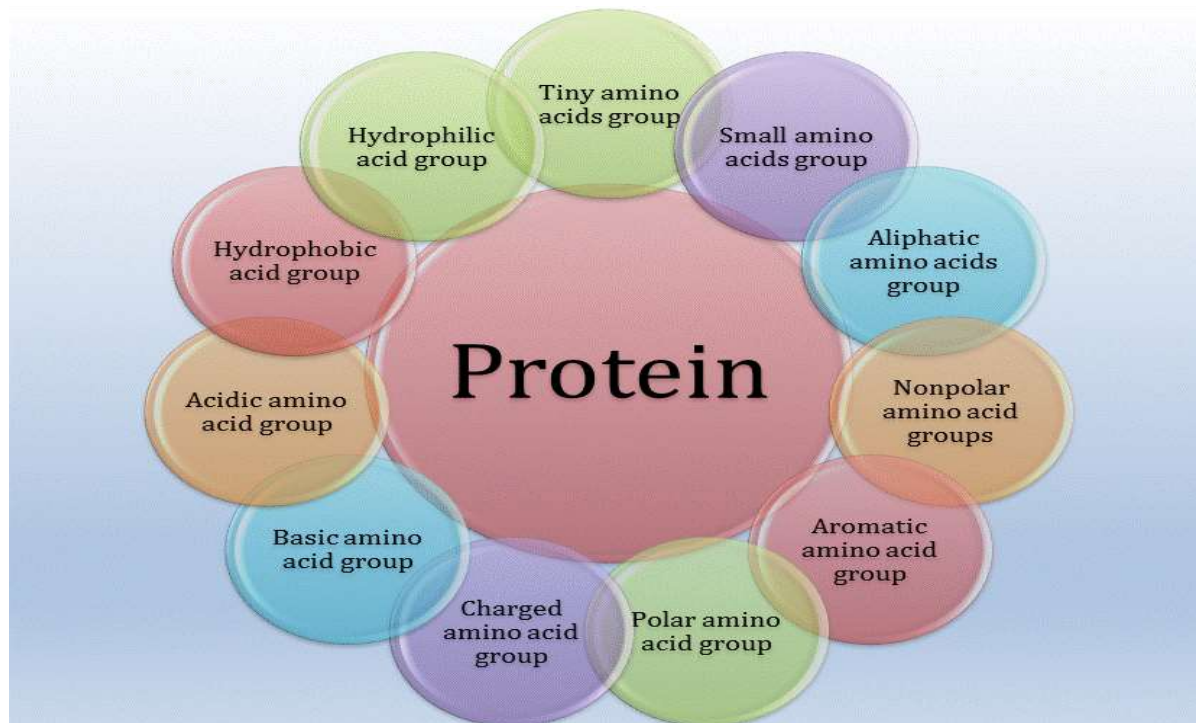 Tiny amino
acids group
Small amino
acids group
Aliphatic
amino acids
group
Nonpolar
amino acid
groups
Aromatic
amino acid
group
Polar amino
acid group
Charged
amino acid
group
Basic amino
acid group
Acidic amino
acid group
Hydrophobic
acid group
Hydrophilic
acid group
Protein